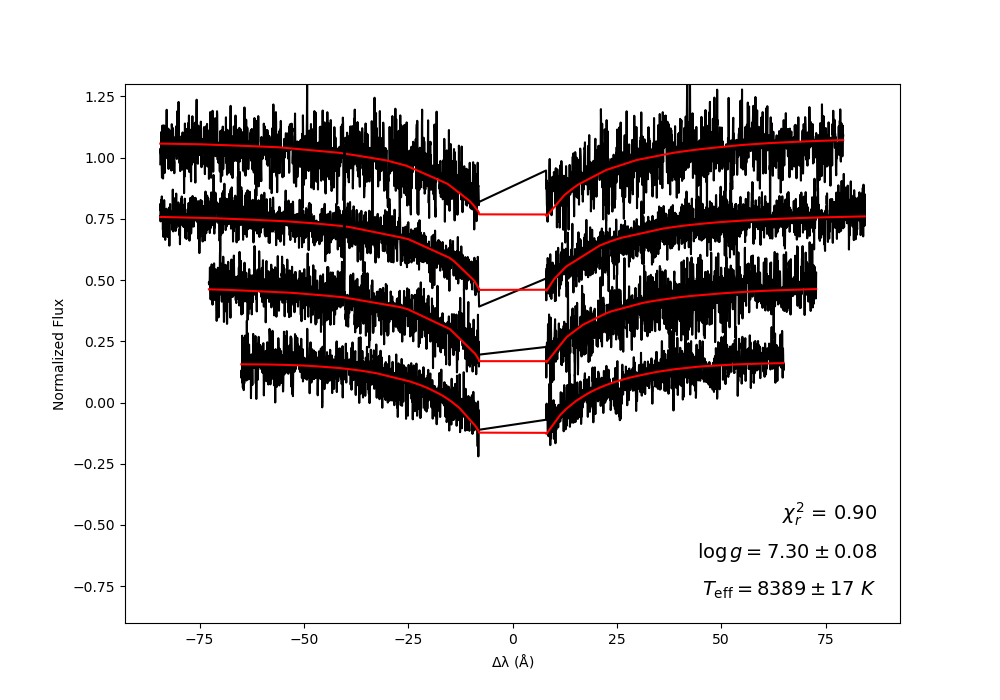 1.25
1.00
0.75
0.50
0.25
0.00
−0.25
−0.50
−0.75
Normalized Flux
χ²ᵣ = 0.90
log g = 7.30 ± 0.08
T_eff = 8389 ± 17 K
−75 −50 −25 0 25 50 75
Δλ (Å)